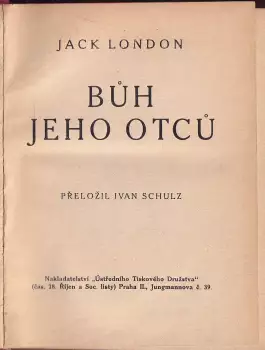 JACK LONDON
BŮH
JEHO OTCŮ
PŘELOŽIL IVAN SCHULZ
Nakladatelství „Ústředního Tiskového Družstva"
(čas. 28. Říjen a Soc. listy) Praha II., Jungmannova č. 29.